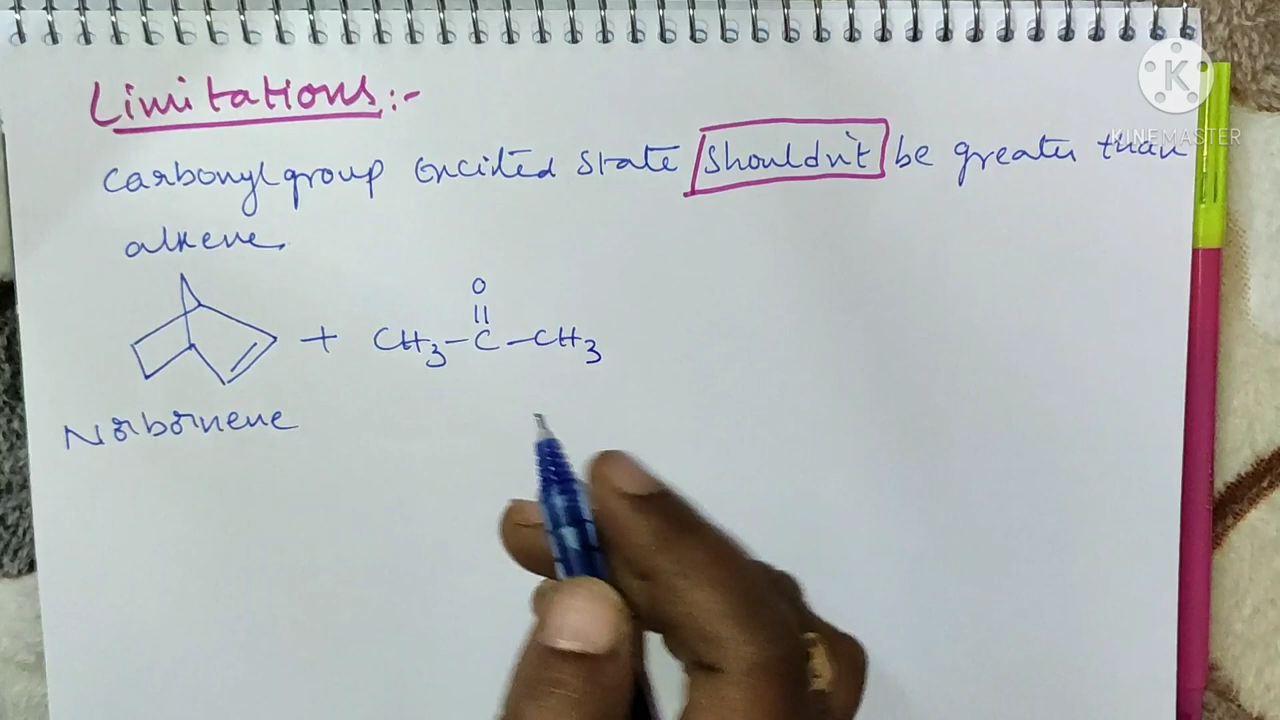 Limitations:-
carbonyl group Excited state shouldn't be greater than
alkene.
O
||
+ CH3-C-CH3
Norbornene
K
KINEMASTER